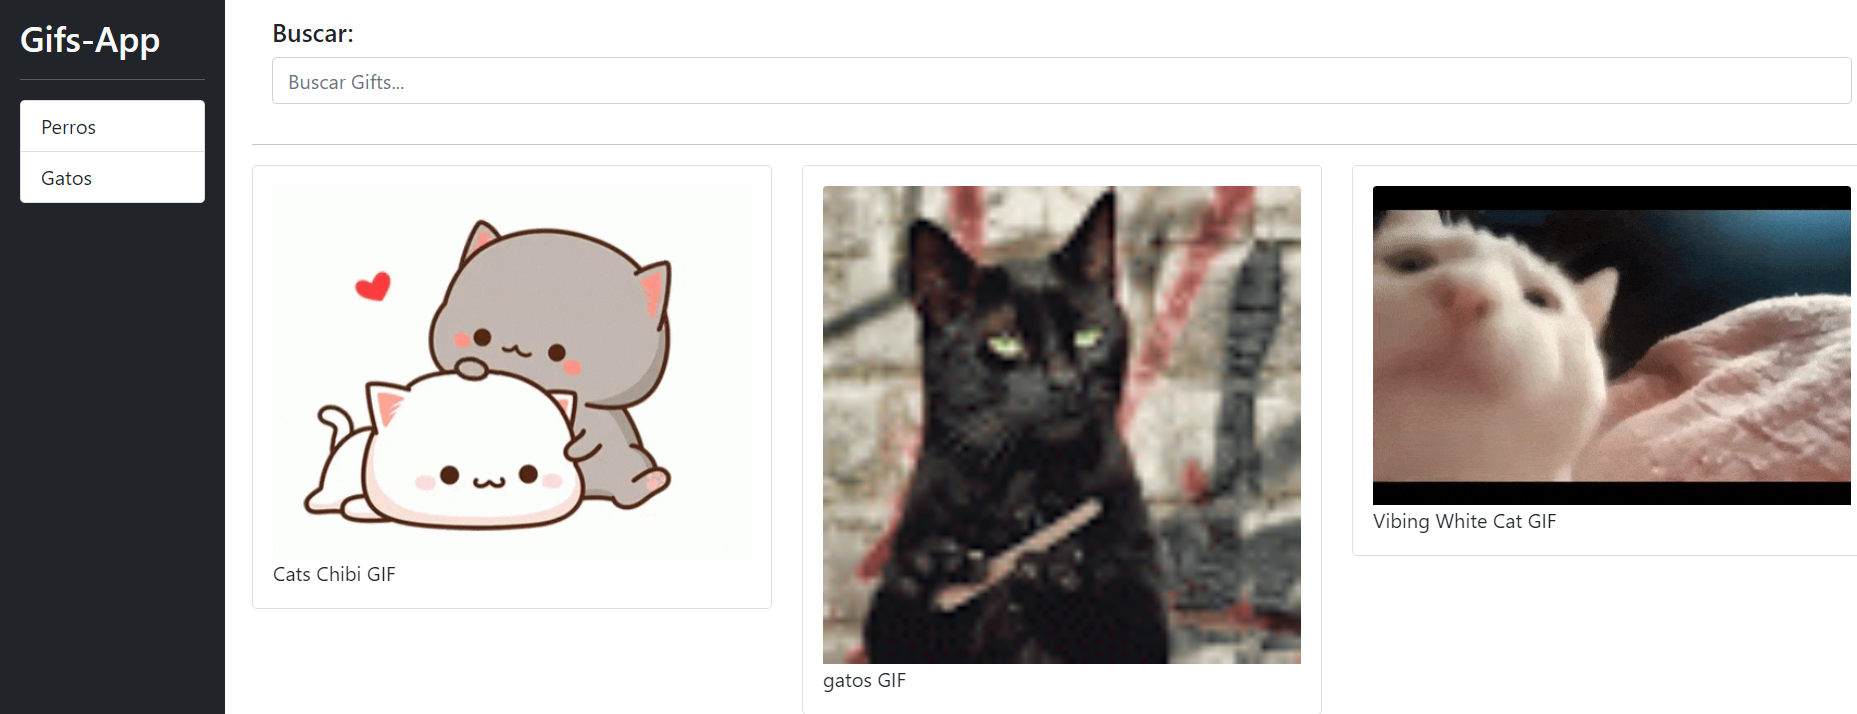 Gifs-App
Perros
Gatos
Buscar:
Buscar Gifts...
Cats Chibi GIF
gatos GIF
Vibing White Cat GIF